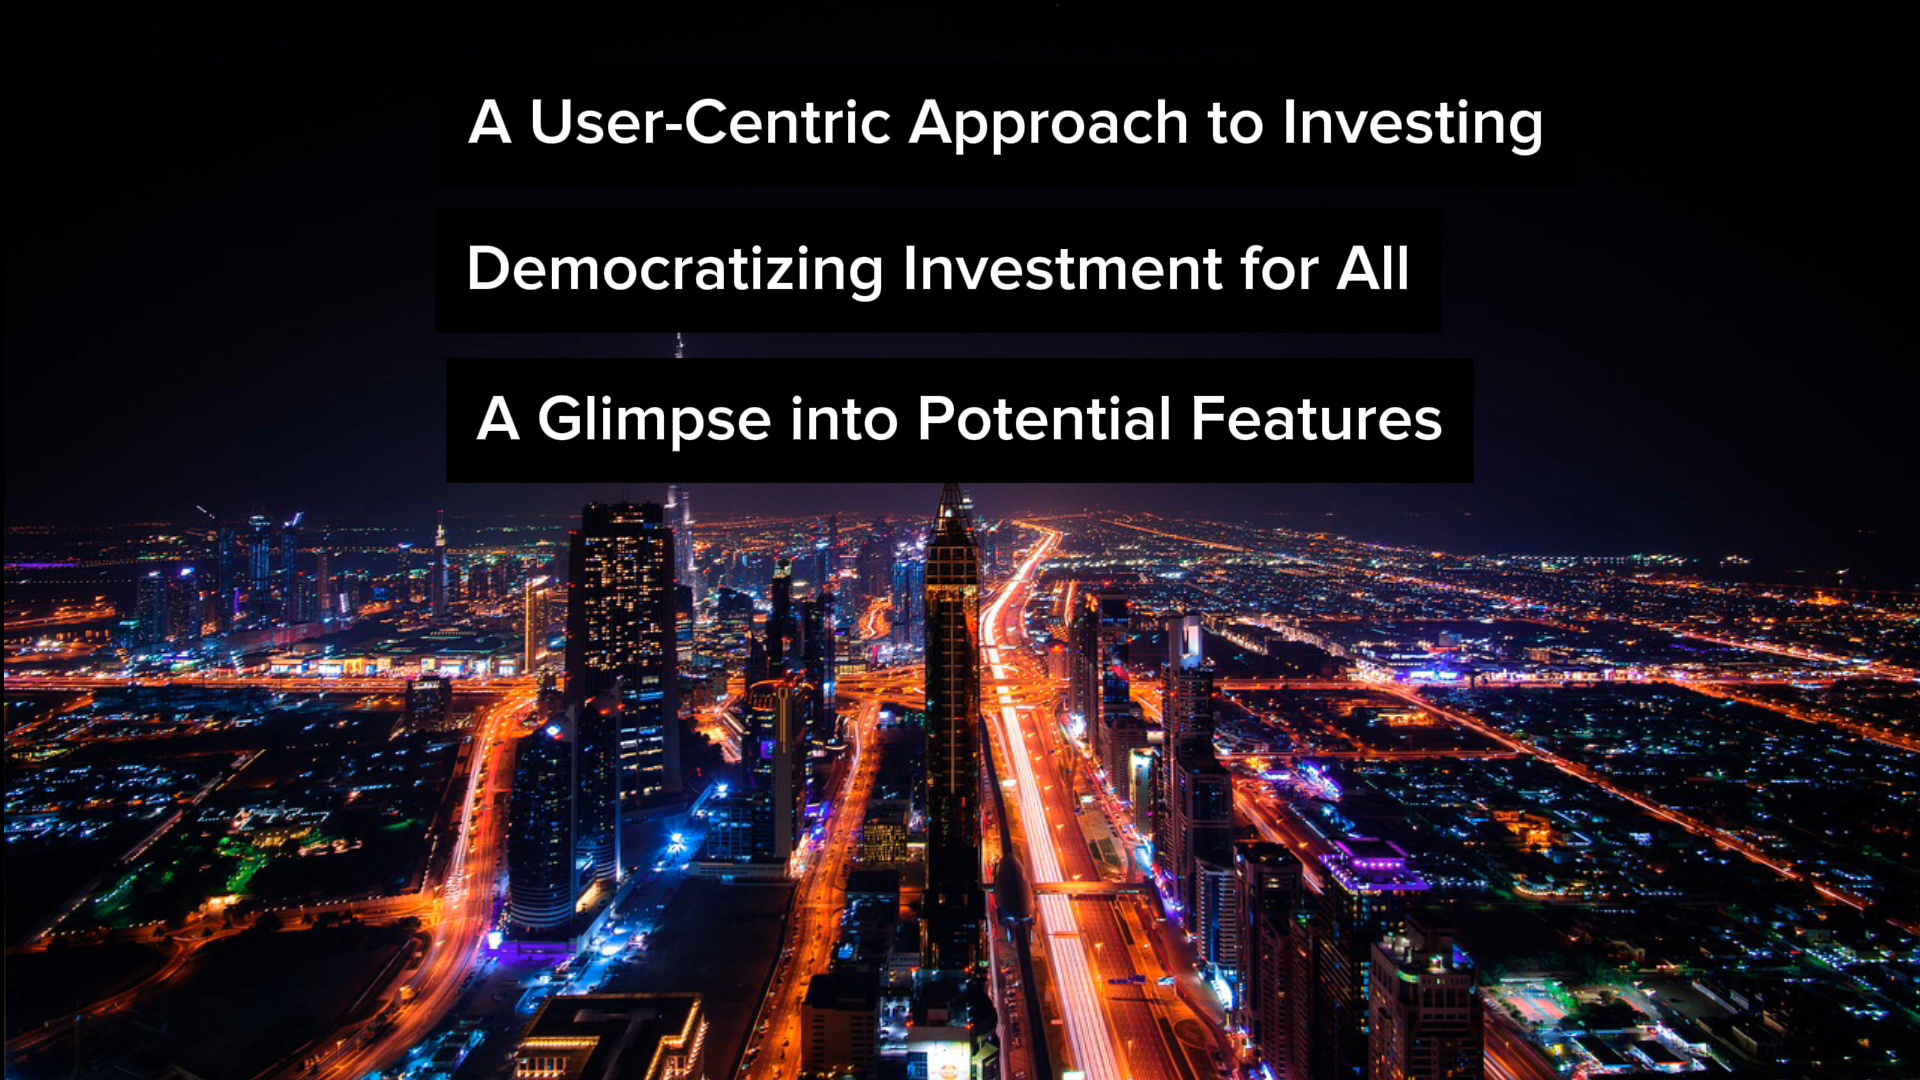 A User-Centric Approach to Investing
Democratizing Investment for All
A Glimpse into Potential Features